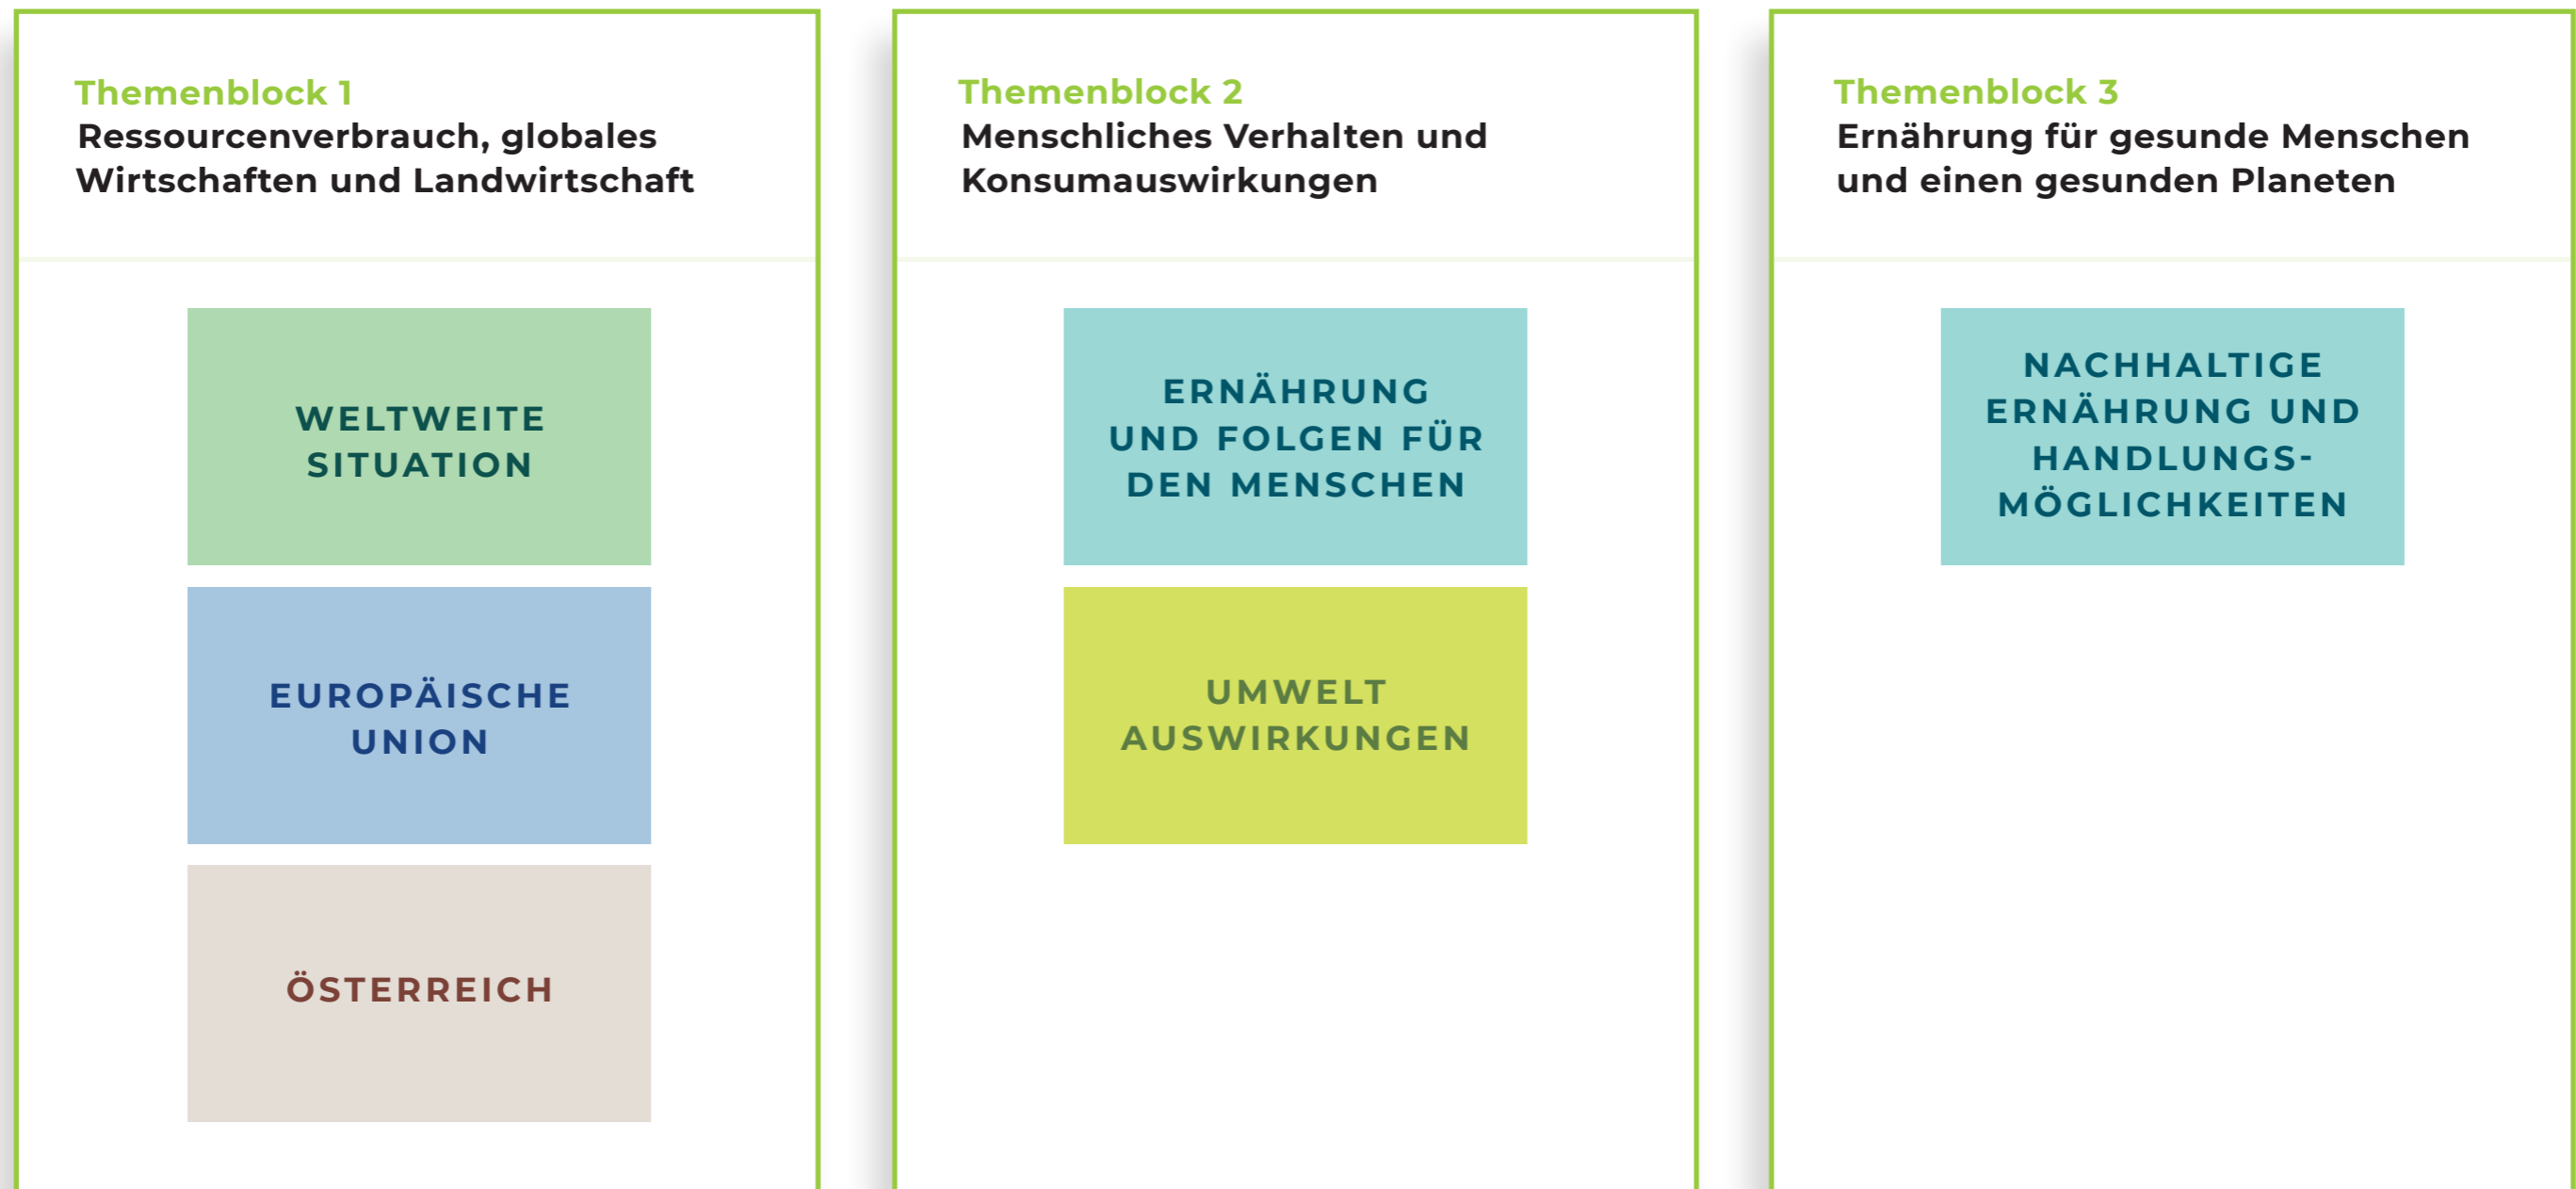 Themenblock 1
Ressourcenverbrauch, globales
Wirtschaften und Landwirtschaft
WELTWEITE
SITUATION
EUROPÄISCHE
UNION
ÖSTERREICH
Themenblock 2
Menschliches Verhalten und
Konsumauswirkungen
ERNÄHRUNG
UND FOLGEN FÜR
DEN MENSCHEN
UMWELT
AUSWIRKUNGEN
Themenblock 3
Ernährung für gesunde Menschen
und einen gesunden Planeten
NACHHALTIGE
ERNÄHRUNG UND
HANDLUNGS-
MÖGLICHKEITEN